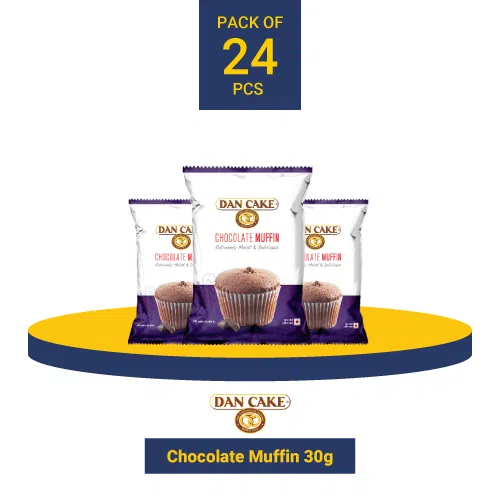 PACK OF
24
PCS
DAN CAKE
CHOCOLATE MUFFIN
Extremely Moist & Delicious
DAN CAKE
CHOCOLATE M
DAN CAKE
LATE MUFFIN
DAN CAKE
Chocolate Muffin 30g